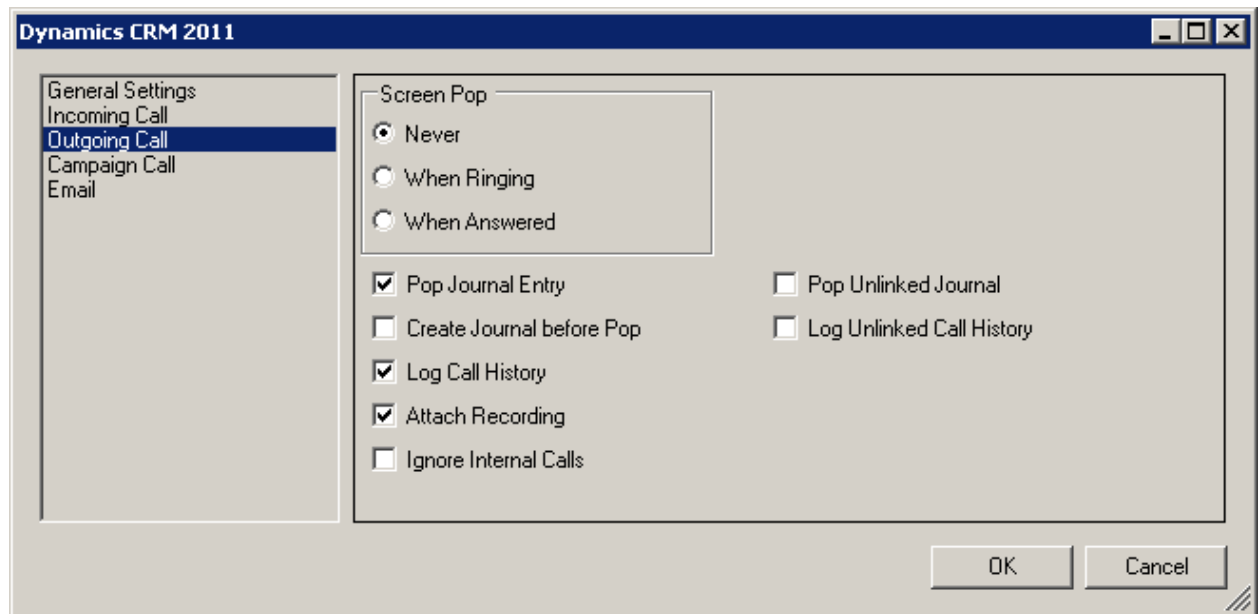 Dynamics CRM 2011
General Settings
Incoming Call
Outgoing Call
Campaign Call
Email
Screen Pop
Never
When Ringing
When Answered
Pop Journal Entry
Pop Unlinked Journal
Create Journal before Pop
Log Unlinked Call History
Log Call History
Attach Recording
Ignore Internal Calls
OK
Cancel